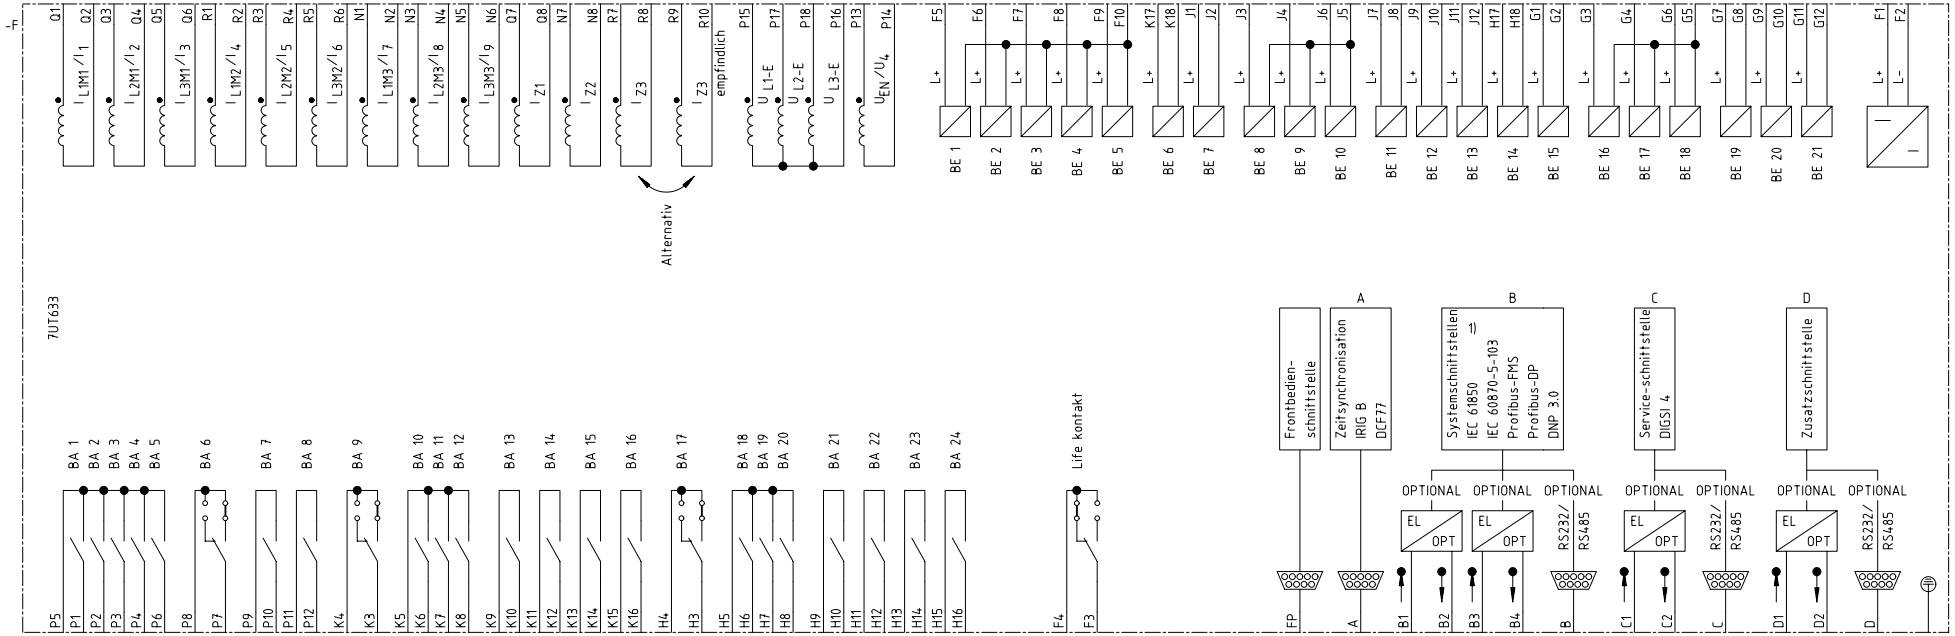 -F
Q1 Q2 Q3 Q4 Q5 Q6 R1 R2 R3 R4 R5 R6 N1 N2 N3 N4 N5 N6 Q7 Q8 N7 N8 R7 R8 R9 R10 P15 P17 P18 P16 P13 P14
F5 F6 F7 F8 F9 F10 K17 K18 J1 J2 J3 J4 J6 J5 J7 J8 J9 J10 J11 J12 H17 H18 G1 G2 G3 G4 G6 G5 G7 G8 G9 G10 G11 G12 F1 F2
I L1M1/I 1
I L2M1/I 2
I L3M1/I 3
I L1M2/I 4
I L2M2/I 5
I L3M2/I 6
I L1M3/I 7
I L2M3/I 8
I L3M3/I 9
I Z1
I Z2
I Z3
I Z3
empfindlich
U L1-E
U L2-E
U L3-E
U EN/U 4
L+ L+ L+ L+ L+ L+ L+ L+ L+ L+ L+ L+ L+ L+ L+ L+ L+ L+ L+ L+ L+ L+ L-
BE 1
BE 2
BE 3
BE 4
BE 5
BE 6
BE 7
BE 8
BE 9
BE 10
BE 11
BE 12
BE 13
BE 14
BE 15
BE 16
BE 17
BE 18
BE 19
BE 20
BE 21
Alternativ
7UT633
A
B
C
D
Frontbedien-
schnittstelle
Zeitsynchronisation
IRIG B
DCF77
Systemschnittstellen
1)
IEC 61850
IEC 60870-5-103
Profibus-FMS
Profibus-DP
DNP 3.0
Service-schnittstelle
DIGSI 4
Zusatzschnittstelle
BA 1
BA 2
BA 3
BA 4
BA 5
BA 6
BA 7
BA 8
BA 9
BA 10
BA 11
BA 12
BA 13
BA 14
BA 15
BA 16
BA 17
BA 18
BA 19
BA 20
BA 21
BA 22
BA 23
BA 24
Life kontakt
OPTIONAL OPTIONAL OPTIONAL OPTIONAL OPTIONAL OPTIONAL OPTIONAL
EL
OPT
EL
OPT
RS232/
RS485
EL
OPT
RS232/
RS485
EL
OPT
RS232/
RS485
P5 P1 P2 P3 P4 P6 P8 P7 P9 P10 P11 P12 K4 K3 K5 K6 K7 K8 K9 K10 K11 K12 K13 K14 K15 K16 H4 H3 H5 H6 H7 H8 H9 H10 H11 H12 H13 H14 H15 H16 F4 F3 FP A B1 B2 B3 B4 B C1 C2 C D1 D2 D